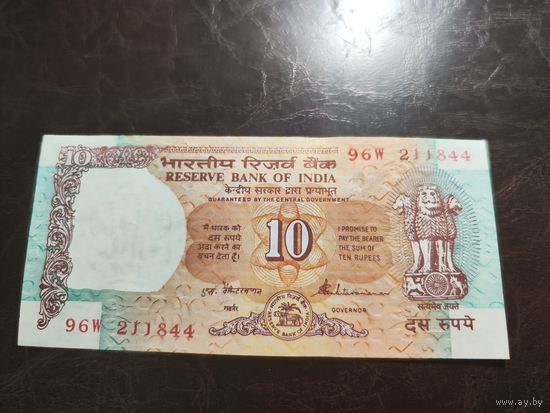 10
भारतीय रिज़र्व बैंक
96W 211844
RESERVE BANK OF INDIA
केन्द्रीय सरकार द्वारा प्रत्याभूत
GUARANTEED BY THE CENTRAL GOVERNMENT
मैं धारक को
दस रुपये
अदा करने का
वचन देता हूँ।
10
I PROMISE TO
PAY THE BEARER
THE SUM OF
TEN RUPEES
सत्यमेव जयते
गवर्नर
GOVERNOR
96W 211844
दस रुपये
www.ay.by